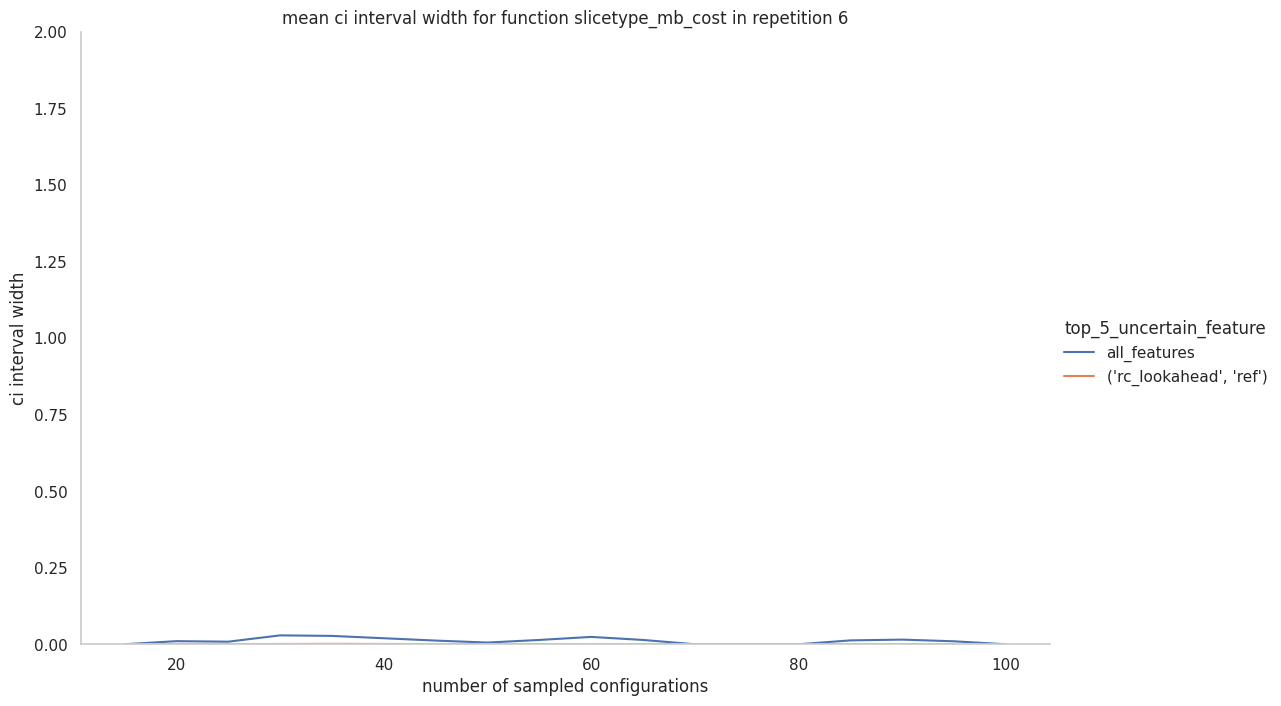 mean ci interval width for function slicetype_mb_cost in repetition 6
2.00
1.75
1.50
1.25
1.00
0.75
0.50
0.25
0.00
ci interval width
20
40
60
80
100
number of sampled configurations
top_5_uncertain_feature
all_features
('rc_lookahead', 'ref')